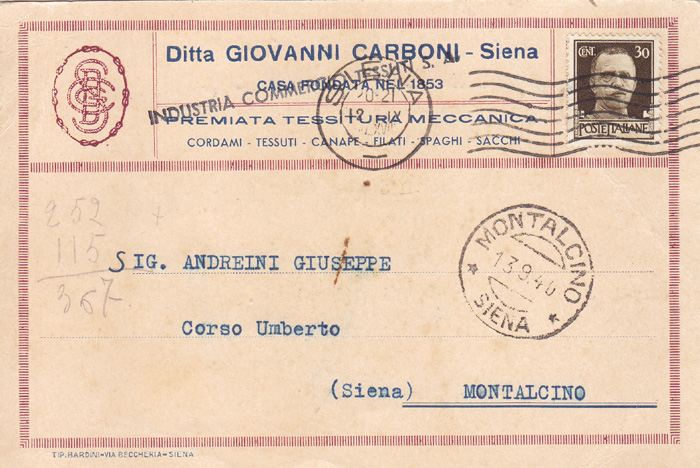 Ditta GIOVANNI CARBONI - Siena
CASA FONDATA NEL 1853
INDUSTRIA TESSUTI S. A.
PREMIATA TESSITURA MECCANICA
CORDAMI - TESSUTI - CANAPE - FILATI - SPAGHI - SACCHI
SIENA
CENT. 30
POSTE ITALIANE
252
115
367
MONTALCINO
13.9.40
* SIENA *
SIG. ANDREINI GIUSEPPE
Corso Umberto
(Siena) MONTALCINO
TIP. BARDINI-VIA BECCHERIA-SIENA